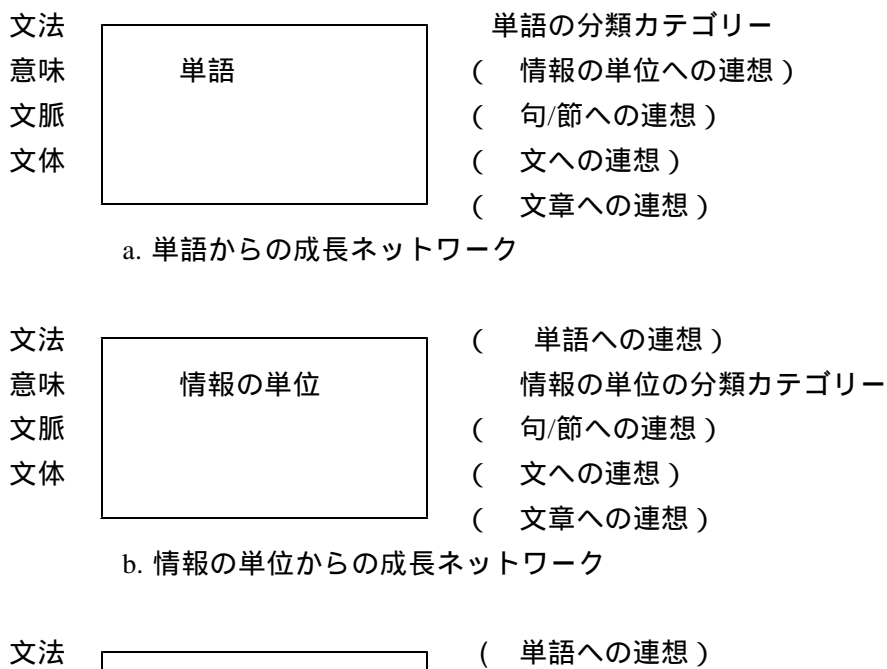 文法 単語の分類カテゴリー
意味 単語 ( 情報の単位への連想 )
文脈 ( 句/節への連想 )
文体 ( 文への連想 )
( 文章への連想 )
a. 単語からの成長ネットワーク
文法 ( 単語への連想 )
意味 情報の単位 情報の単位の分類カテゴリー
文脈 ( 句/節への連想 )
文体 ( 文への連想 )
( 文章への連想 )
b. 情報の単位からの成長ネットワーク
文法 ( 単語への連想 )